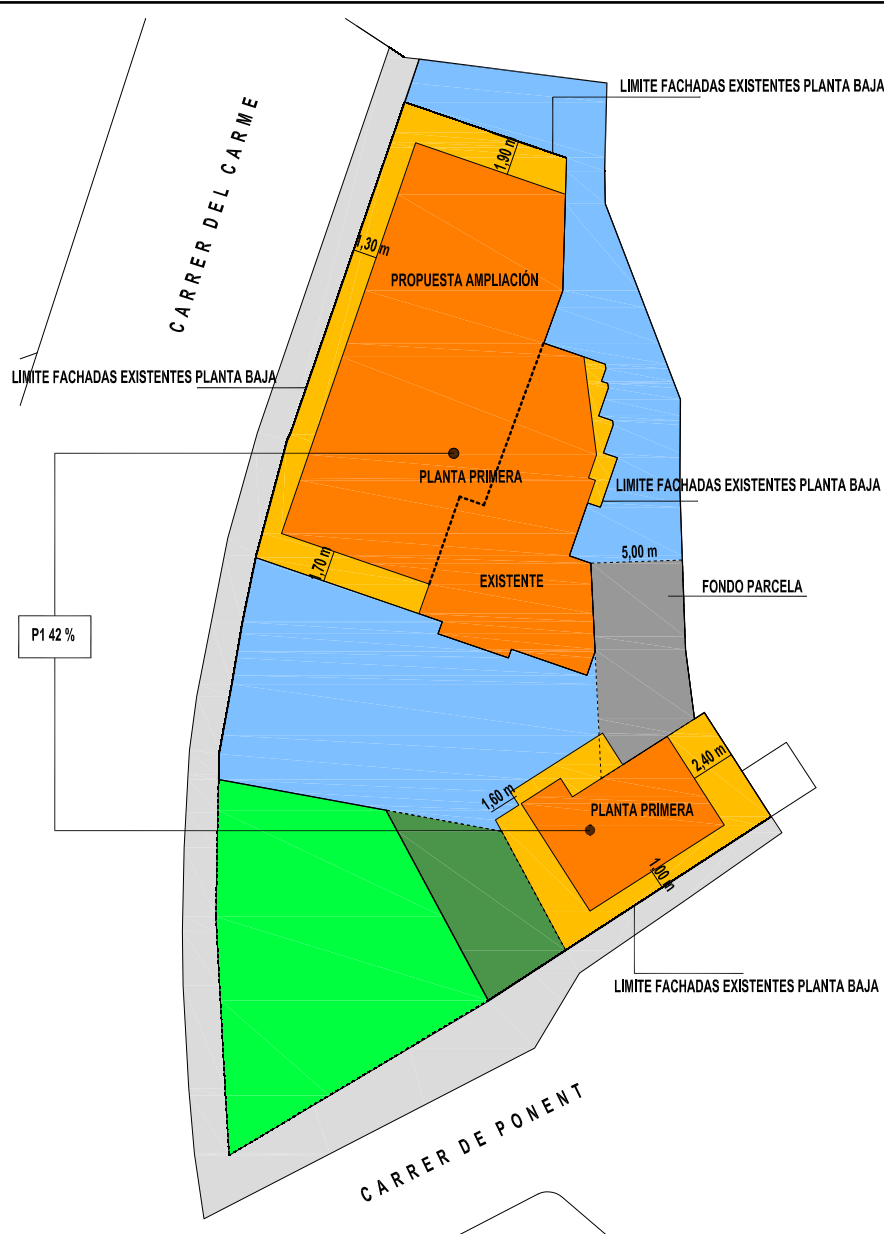 LIMITE FACHADAS EXISTENTES PLANTA BAJA
CARRER DEL CARME
1,90 m
1,30 m
PROPUESTA AMPLIACIÓN
LIMITE FACHADAS EXISTENTES PLANTA BAJA
PLANTA PRIMERA
LIMITE FACHADAS EXISTENTES PLANTA BAJA
5,00 m
1,70 m
EXISTENTE
FONDO PARCELA
P1 42 %
2,40 m
1,60 m
PLANTA PRIMERA
1,00 m
LIMITE FACHADAS EXISTENTES PLANTA BAJA
CARRER DE PONENT